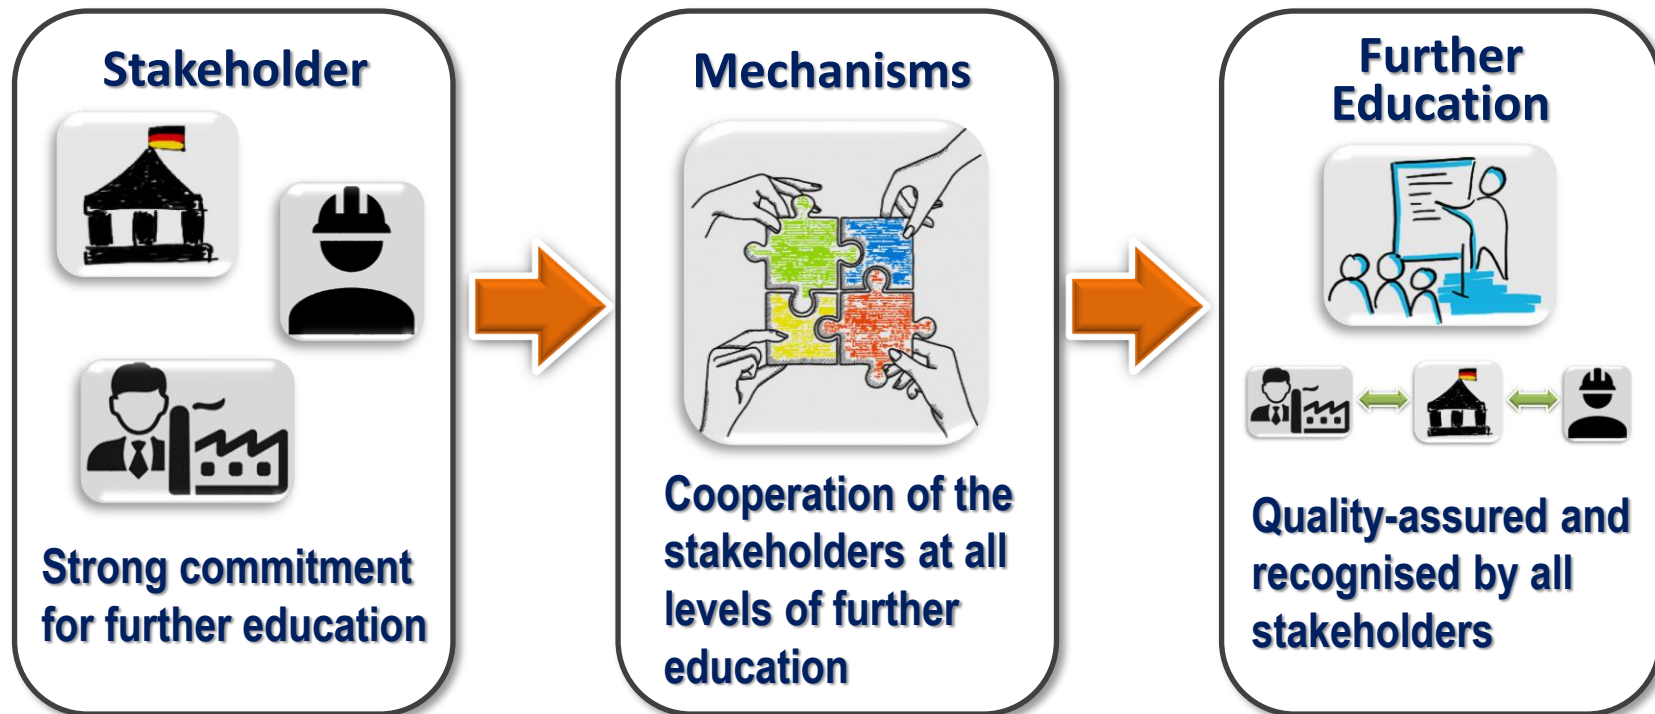 Stakeholder
Strong commitment
for further education
Mechanisms
Cooperation of the
stakeholders at all
levels of further
education
Further
Education
Quality-assured and
recognised by all
stakeholders